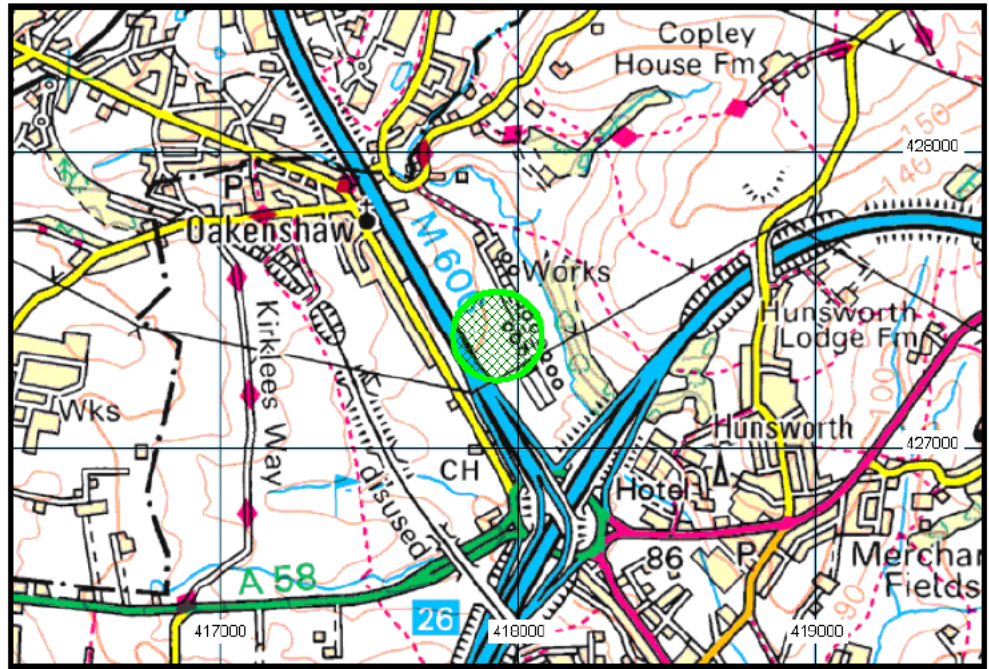 Copley
House Fm
150
428000
140
P
Oakenshaw
M 606
Works
Hunsworth
Lodge Fm
Kirklees Way
100
Wks
Hunsworth
427000
CH
disused
Hotel
86
P
Merchan
Fields
A 58
90
26
417000
418000
419000